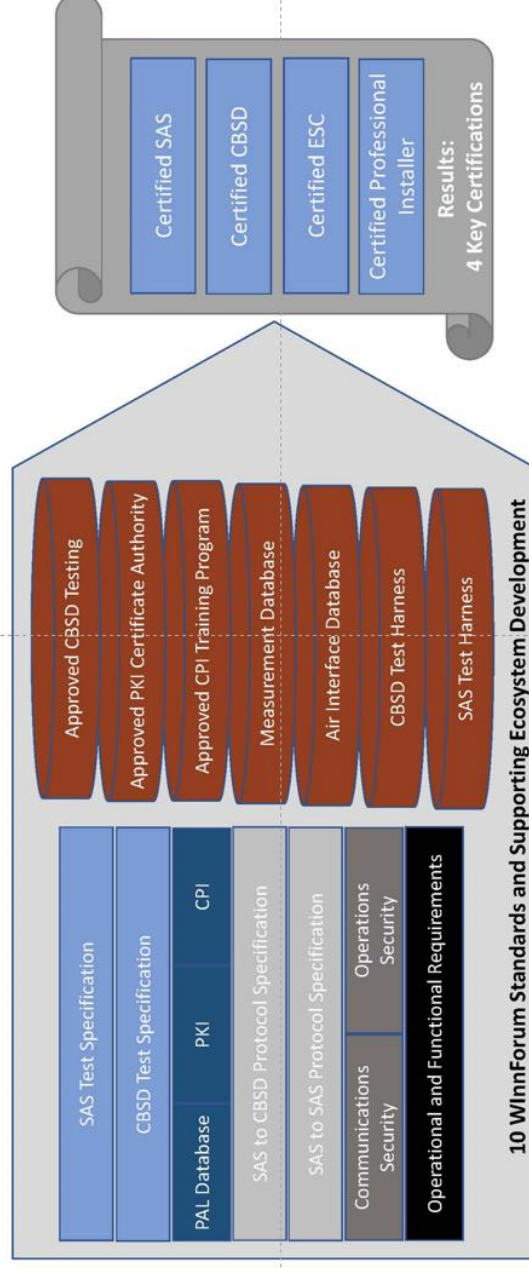 SAS Test Specification
CBSD Test Specification
PAL Database
PKI
CPI
SAS to CBSD Protocol Specification
SAS to SAS Protocol Specification
Communications
Security
Operations
Security
Operational and Functional Requirements
Approved CBSD Testing
Approved PKI Certificate Authority
Approved CPI Training Program
Measurement Database
Air Interface Database
CBSD Test Harness
SAS Test Harness
10 WInnForum Standards and Supporting Ecosystem Development
Certified SAS
Certified CBSD
Certified ESC
Certified Professional
Installer
Results:
4 Key Certifications